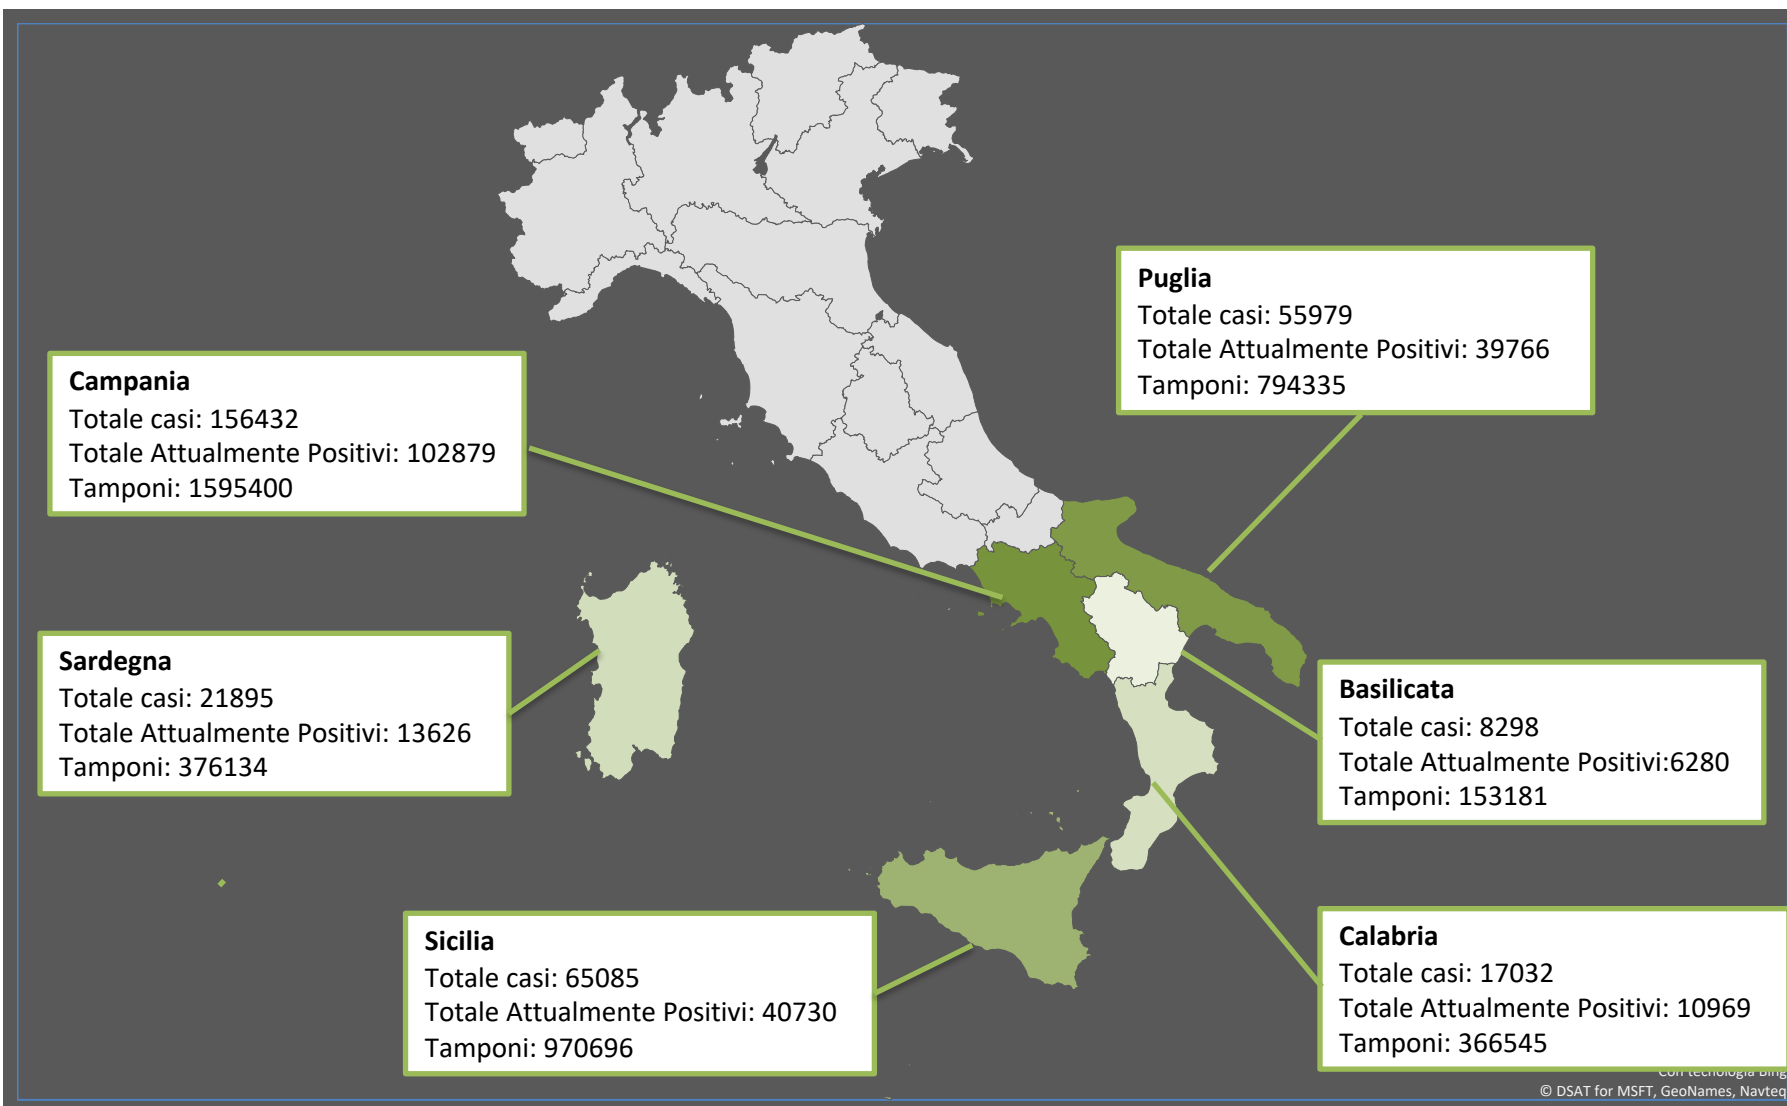 Puglia
Totale casi: 55979
Totale Attualmente Positivi: 39766
Tamponi: 794335
Campania
Totale casi: 156432
Totale Attualmente Positivi: 102879
Tamponi: 1595400
Sardegna
Totale casi: 21895
Totale Attualmente Positivi: 13626
Tamponi: 376134
Basilicata
Totale casi: 8298
Totale Attualmente Positivi:6280
Tamponi: 153181
Sicilia
Totale casi: 65085
Totale Attualmente Positivi: 40730
Tamponi: 970696
Calabria
Totale casi: 17032
Totale Attualmente Positivi: 10969
Tamponi: 366545
Con tecnologia Bing
© DSAT for MSFT, GeoNames, Navteq